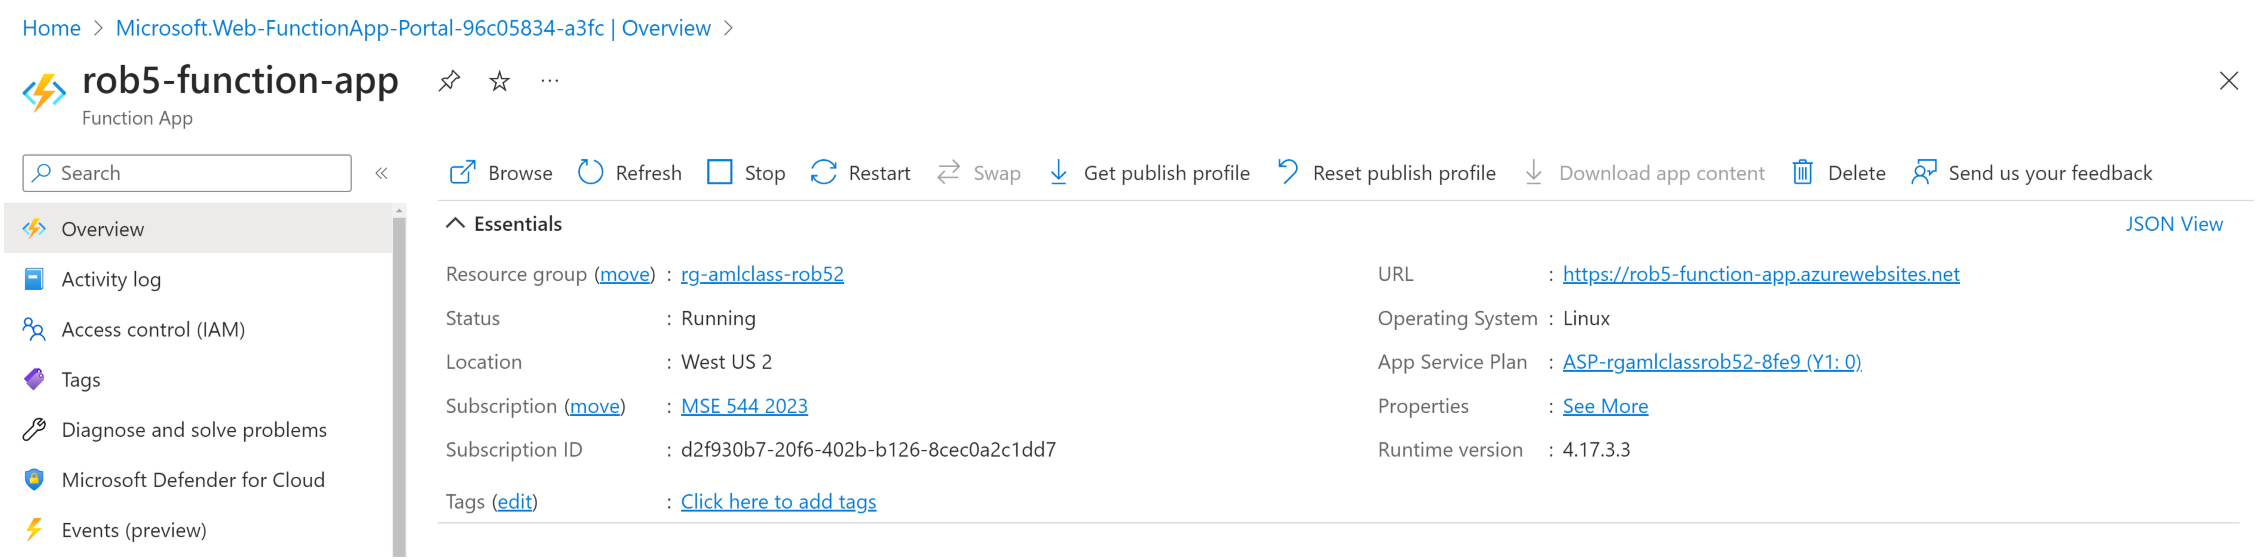 Home > Microsoft.Web-FunctionApp-Portal-96c05834-a3fc | Overview >
rob5-function-app
Function App
Search
Browse Refresh Stop Restart Swap Get publish profile Reset publish profile Download app content Delete Send us your feedback
Overview
Activity log
Access control (IAM)
Tags
Diagnose and solve problems
Microsoft Defender for Cloud
Events (preview)
Essentials
JSON View
Resource group (move) : rg-amlclass-rob52
Status : Running
Location : West US 2
Subscription (move) : MSE 544 2023
Subscription ID : d2f930b7-20f6-402b-b126-8cec0a2c1dd7
Tags (edit) : Click here to add tags
URL : https://rob5-function-app.azurewebsites.net
Operating System : Linux
App Service Plan : ASP-rgamlclassrob52-8fe9 (Y1: 0)
Properties : See More
Runtime version : 4.17.3.3